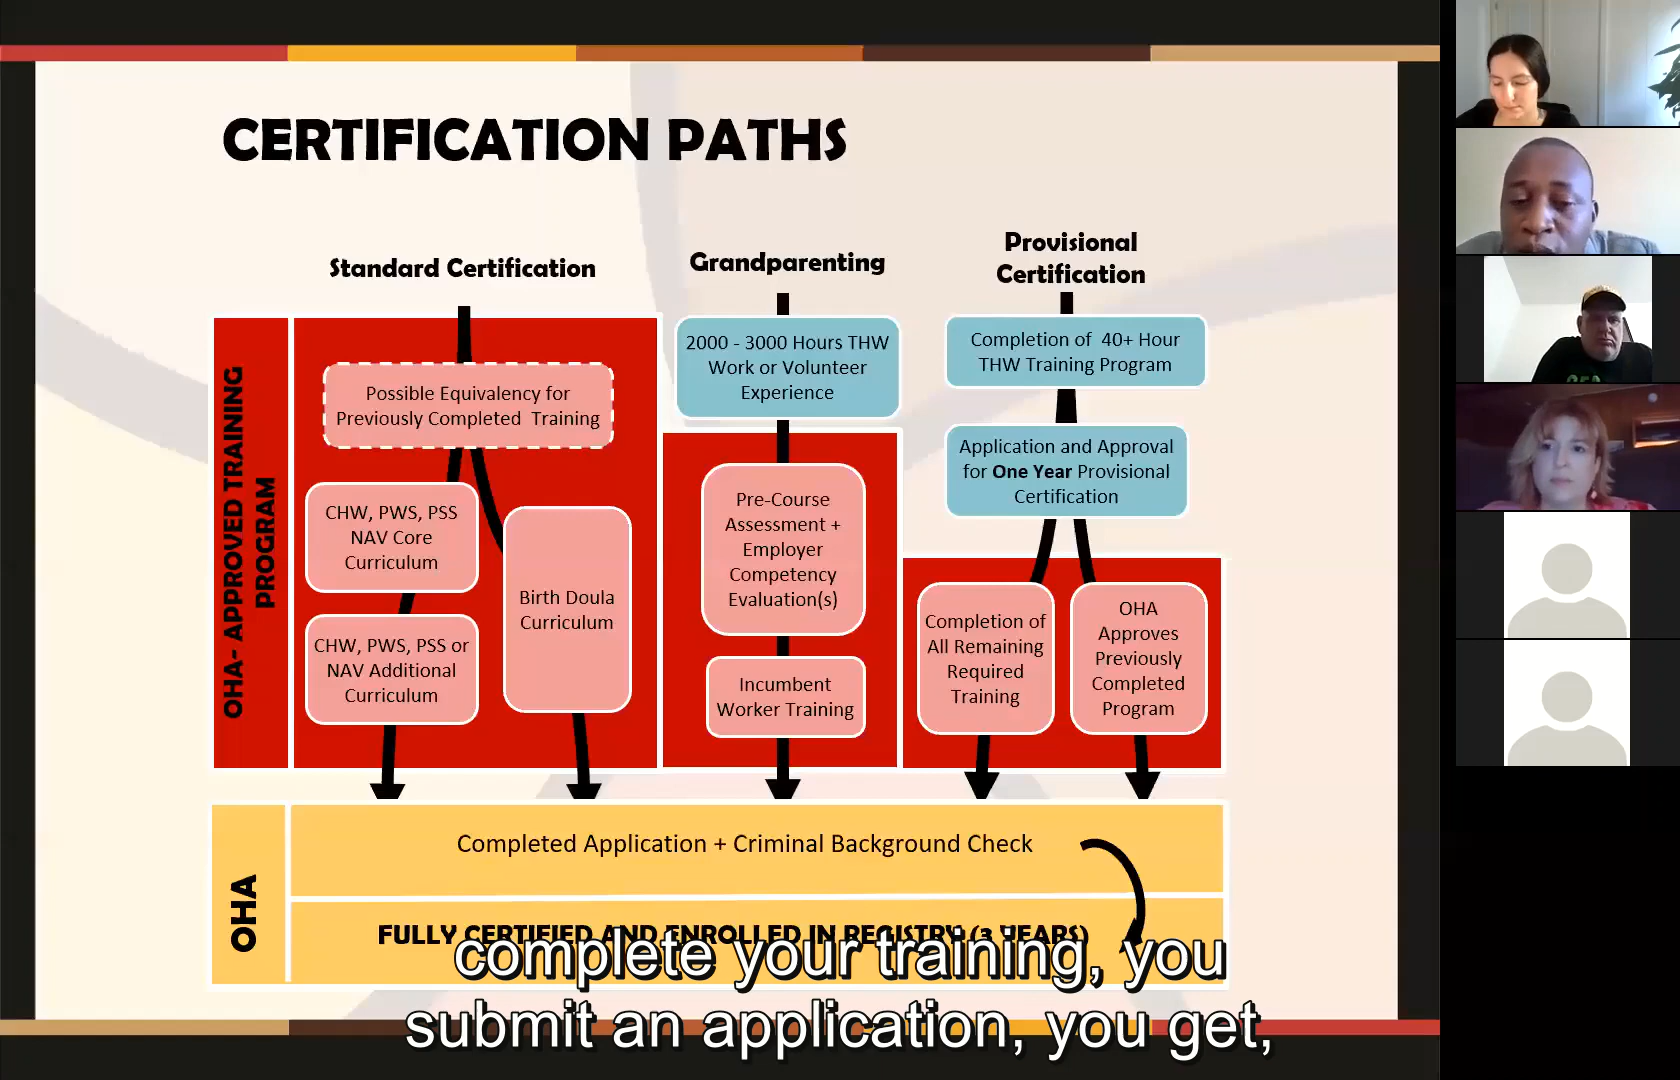 CERTIFICATION PATHS
Standard Certification
Grandparenting
Provisional
Certification
OHA- APPROVED TRAINING
PROGRAM
Possible Equivalency for
Previously Completed Training
CHW, PWS, PSS
NAV Core
Curriculum
CHW, PWS, PSS or
NAV Additional
Curriculum
Birth Doula
Curriculum
2000 - 3000 Hours THW
Work or Volunteer
Experience
Pre-Course
Assessment +
Employer
Competency
Evaluation(s)
Incumbent
Worker Training
Completion of 40+ Hour
THW Training Program
Application and Approval
for One Year Provisional
Certification
Completion of
All Remaining
Required
Training
OHA
Approves
Previously
Completed
Program
OHA
Completed Application + Criminal Background Check
FULLY CERTIFIED AND ENROLLED IN REGISTRY (3 YEARS)
complete your training, you
submit an application, you get,